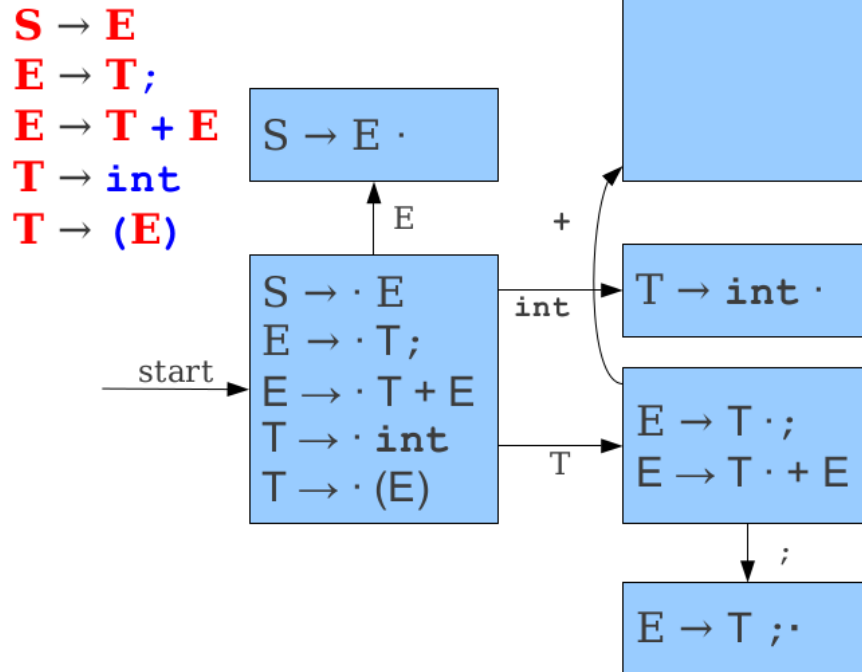 S → E
E → T;
E → T + E
T → int
T → (E)
S → E ·
E
+
S → · E
E → · T;
E → · T + E
T → · int
T → · (E)
start
int
T → int ·
T
E → T ·;
E → T · + E
;
E → T ;·